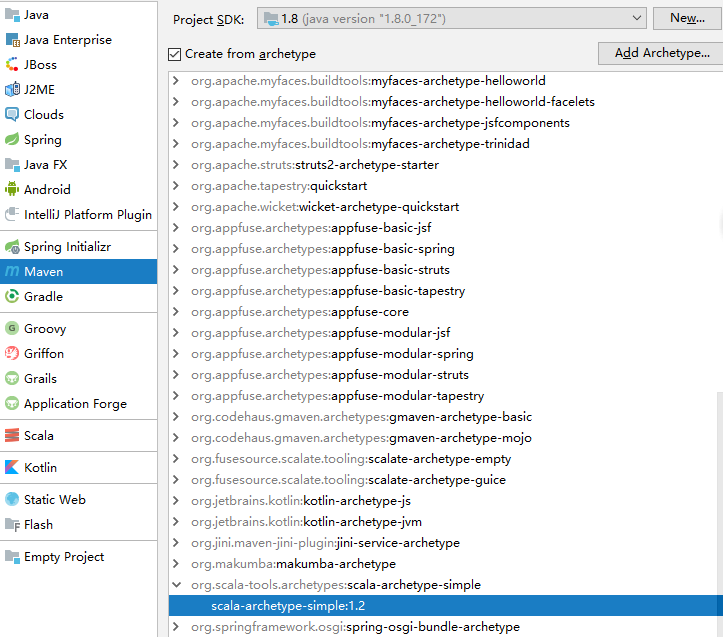 Java
Java Enterprise
JBoss
J2ME
Clouds
Spring
Java FX
Android
IntelliJ Platform Plugin
Spring Initializr
Maven
Gradle
Groovy
Griffon
Grails
Application Forge
Scala
Kotlin
Static Web
Flash
Empty Project
Project SDK: 1.8 (java version "1.8.0_172") New...
Create from archetype Add Archetype...
org.apache.myfaces.buildtools:myfaces-archetype-helloworld
org.apache.myfaces.buildtools:myfaces-archetype-helloworld-facelets
org.apache.myfaces.buildtools:myfaces-archetype-jsfcomponents
org.apache.myfaces.buildtools:myfaces-archetype-trinidad
org.apache.struts:struts2-archetype-starter
org.apache.tapestry:quickstart
org.apache.wicket:wicket-archetype-quickstart
org.appfuse.archetypes:appfuse-basic-jsf
org.appfuse.archetypes:appfuse-basic-spring
org.appfuse.archetypes:appfuse-basic-struts
org.appfuse.archetypes:appfuse-basic-tapestry
org.appfuse.archetypes:appfuse-core
org.appfuse.archetypes:appfuse-modular-jsf
org.appfuse.archetypes:appfuse-modular-spring
org.appfuse.archetypes:appfuse-modular-struts
org.appfuse.archetypes:appfuse-modular-tapestry
org.codehaus.gmaven.archetypes:gmaven-archetype-basic
org.codehaus.gmaven.archetypes:gmaven-archetype-mojo
org.fusesource.scalate.tooling:scalate-archetype-empty
org.fusesource.scalate.tooling:scalate-archetype-guice
org.jetbrains.kotlin:kotlin-archetype-js
org.jetbrains.kotlin:kotlin-archetype-jvm
org.jini.maven-jini-plugin:jini-service-archetype
org.makumba:makumba-archetype
org.scala-tools.archetypes:scala-archetype-simple
scala-archetype-simple:1.2
org.springframework.osgi:spring-osgi-bundle-archetype